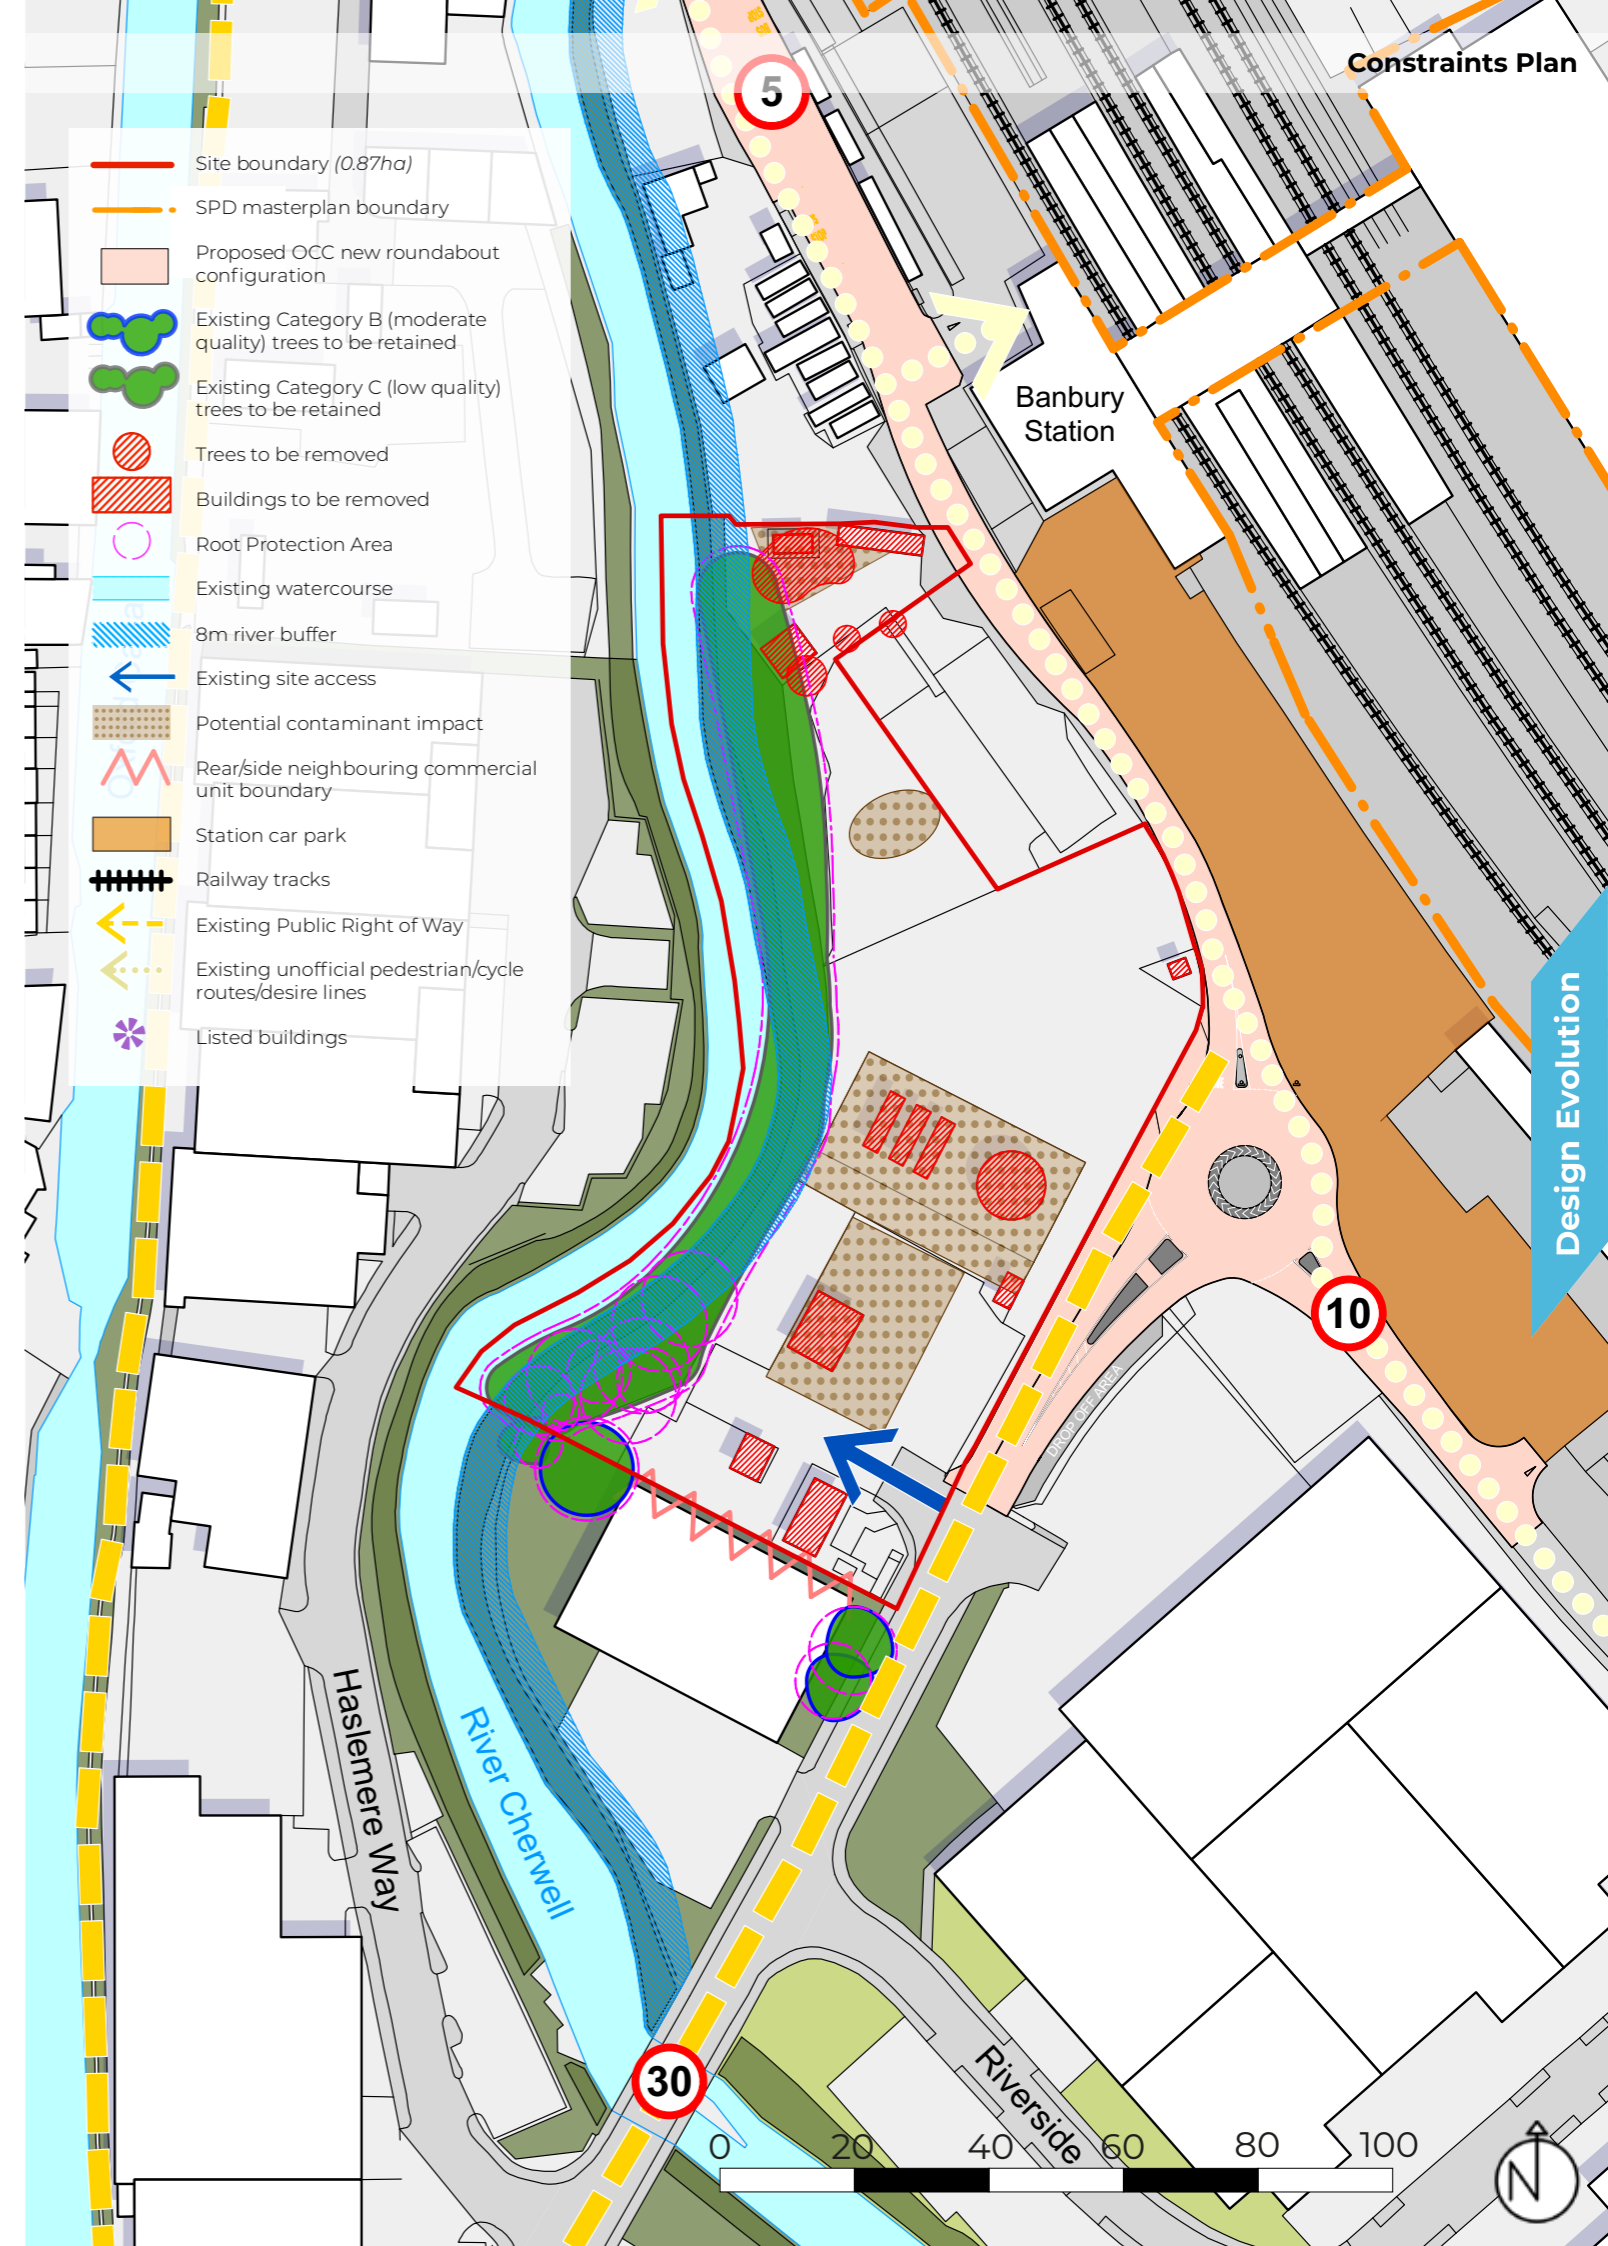 Constraints Plan
5
Site boundary (0.87ha)
SPD masterplan boundary
Proposed OCC new roundabout
configuration
Existing Category B (moderate
quality) trees to be retained
Existing Category C (low quality)
trees to be retained
Trees to be removed
Buildings to be removed
Root Protection Area
Existing watercourse
8m river buffer
Existing site access
Potential contaminant impact
Rear/side neighbouring commercial
unit boundary
Station car park
Railway tracks
Existing Public Right of Way
Existing unofficial pedestrian/cycle
routes/desire lines
Listed buildings
Banbury
Station
Design Evolution
10
DROP OFF AREA
Haslemere Way
River Cherwell
30
Riverside
0 20 40 60 80 100
N